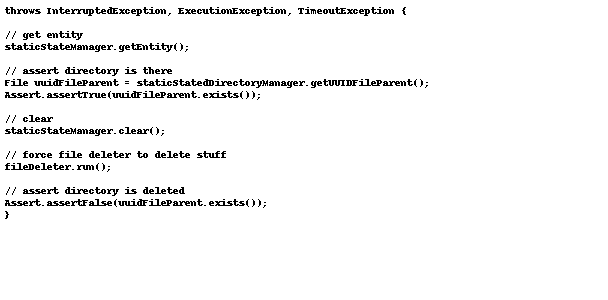 throws InterruptedException, ExecutionException, TimeoutException {
// get entity
staticStateManager.getEntity();
// assert directory is there
File uuidFileParent = staticStatedDirectoryManager.getUUIDFileParent();
Assert.assertTrue(uuidFileParent.exists());
// clear
staticStateManager.clear();
// force file deleter to delete stuff
fileDeleter.run();
// assert directory is deleted
Assert.assertFalse(uuidFileParent.exists());
}